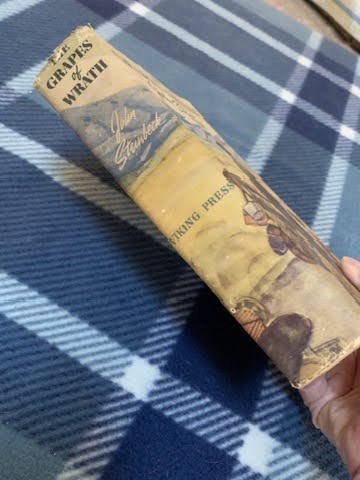 THE
GRAPES
of
WRATH
John
Steinbeck
VIKING PRESS